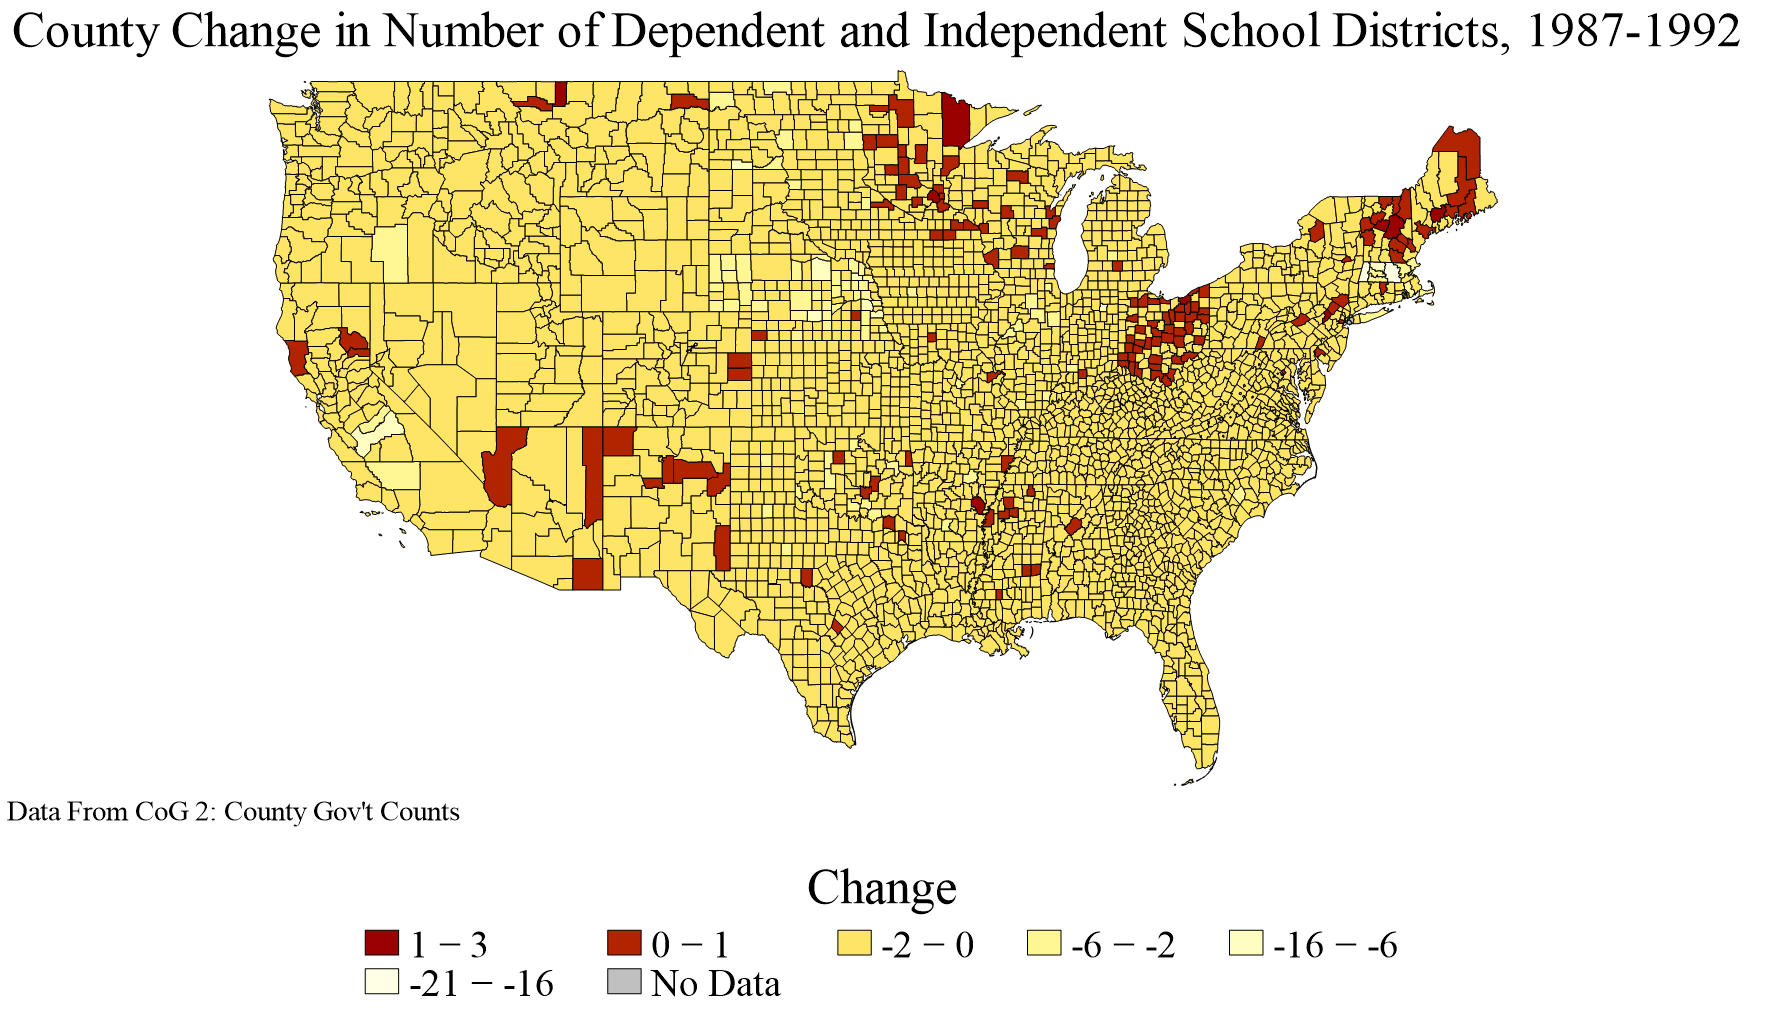 County Change in Number of Dependent and Independent School Districts, 1987-1992
Data From CoG 2: County Gov't Counts
Change
1 − 3 0 − 1 -2 − 0 -6 − -2 -16 − -6
-21 − -16 No Data